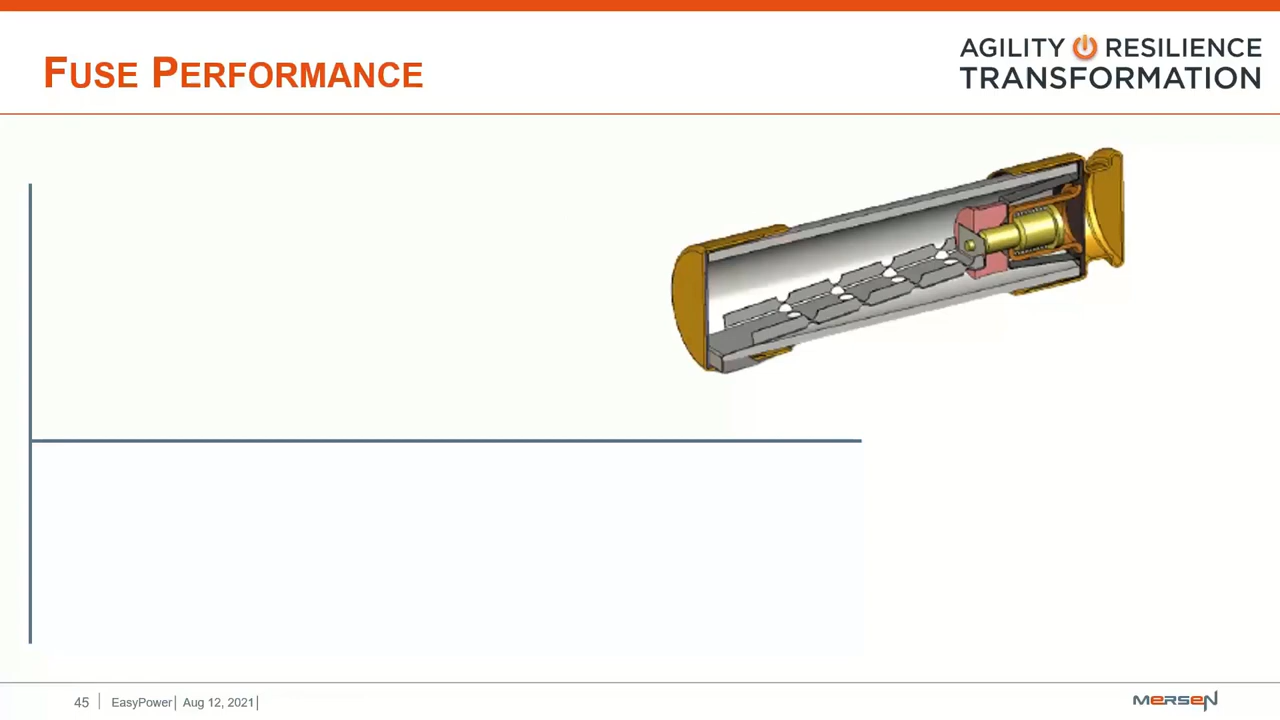 FUSE PERFORMANCE
AGILITY RESILIENCE
TRANSFORMATION
45 EasyPower Aug 12, 2021
MERSEN